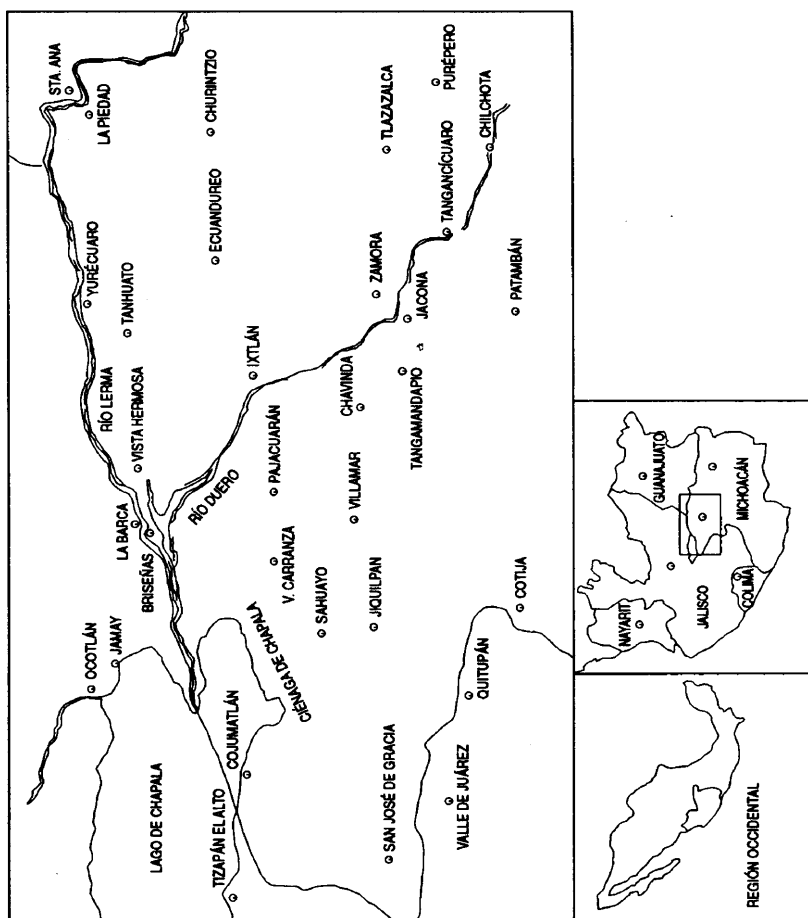 STA. ANA
OCOTLÁN
YURÉCUARO
LA PIEDAD
JAMAY
RÍO LERMA
LA BARCA
TANHUATO
VISTA HERMOSA
BRISEÑAS
LAGO DE CHAPALA
RÍO DUERO
ECUANDUREO
CHURINTZIO
TIZAPÁN EL ALTO
COJUMATLÁN
IXTLÁN
PAJACUARÁN
V. CARRANZA
CIÉNAGA DE CHAPALA
SAHUAYO
CHAVINDA
VILLAMAR
JIQUILPAN
ZAMORA
SAN JOSÉ DE GRACIA
TLAZAZALCA
TANGAMANDAPIO
JACONA
TANGANCÍCUARO
PURÉPERO
VALLE DE JUÁREZ
QUITUPÁN
CHILCHOTA
COTIJA
PATAMBÁN
NAYARIT
GUANAJUATO
JALISCO
COLIMA
MICHOACÁN
REGIÓN OCCIDENTAL